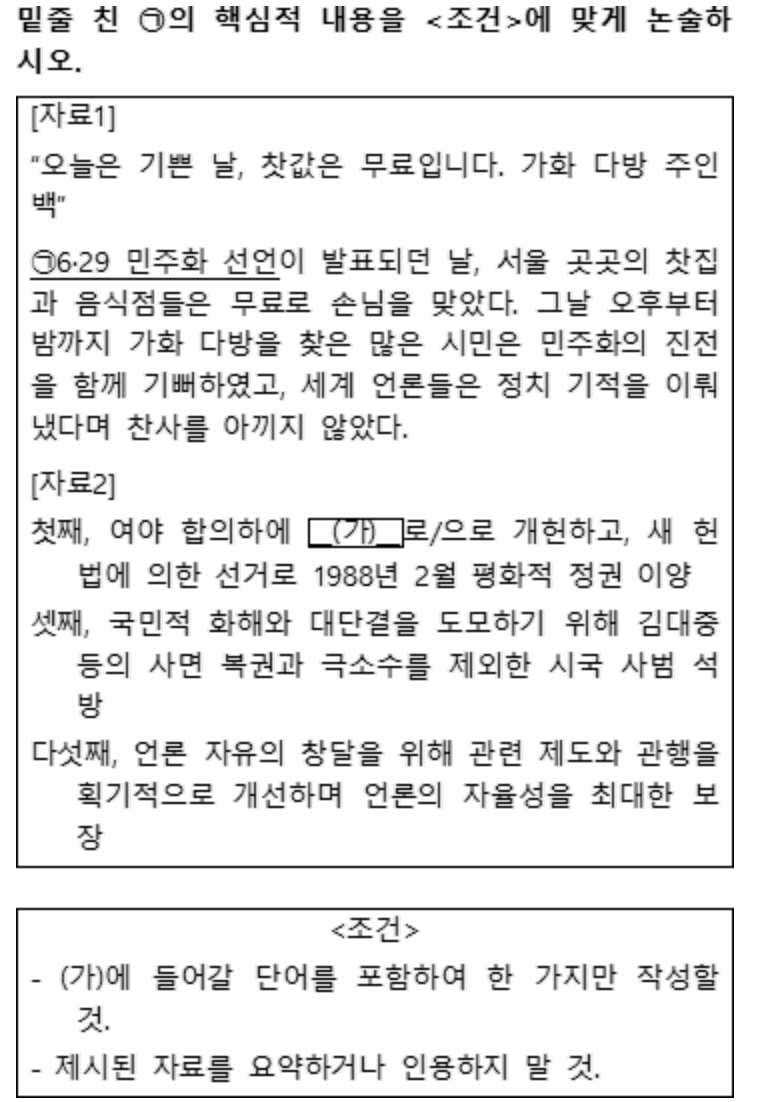 밑줄 친 ㉠의 핵심적 내용을 <조건>에 맞게 논술하
시오.
[자료1]
“오늘은 기쁜 날, 찻값은 무료입니다. 가화 다방 주인
백”
㉠6·29 민주화 선언이 발표되던 날, 서울 곳곳의 찻집
과 음식점들은 무료로 손님을 맞았다. 그날 오후부터
밤까지 가화 다방을 찾은 많은 시민은 민주화의 진전
을 함께 기뻐하였고, 세계 언론들은 정치 기적을 이뤄
냈다며 찬사를 아끼지 않았다.
[자료2]
첫째, 여야 합의하에 (가) 로/으로 개헌하고, 새 헌
법에 의한 선거로 1988년 2월 평화적 정권 이양
셋째, 국민적 화해와 대단결을 도모하기 위해 김대중
등의 사면 복권과 극소수를 제외한 시국 사범 석
방
다섯째, 언론 자유의 창달을 위해 관련 제도와 관행을
획기적으로 개선하며 언론의 자율성을 최대한 보
장
<조건>
- (가)에 들어갈 단어를 포함하여 한 가지만 작성할
것.
- 제시된 자료를 요약하거나 인용하지 말 것.